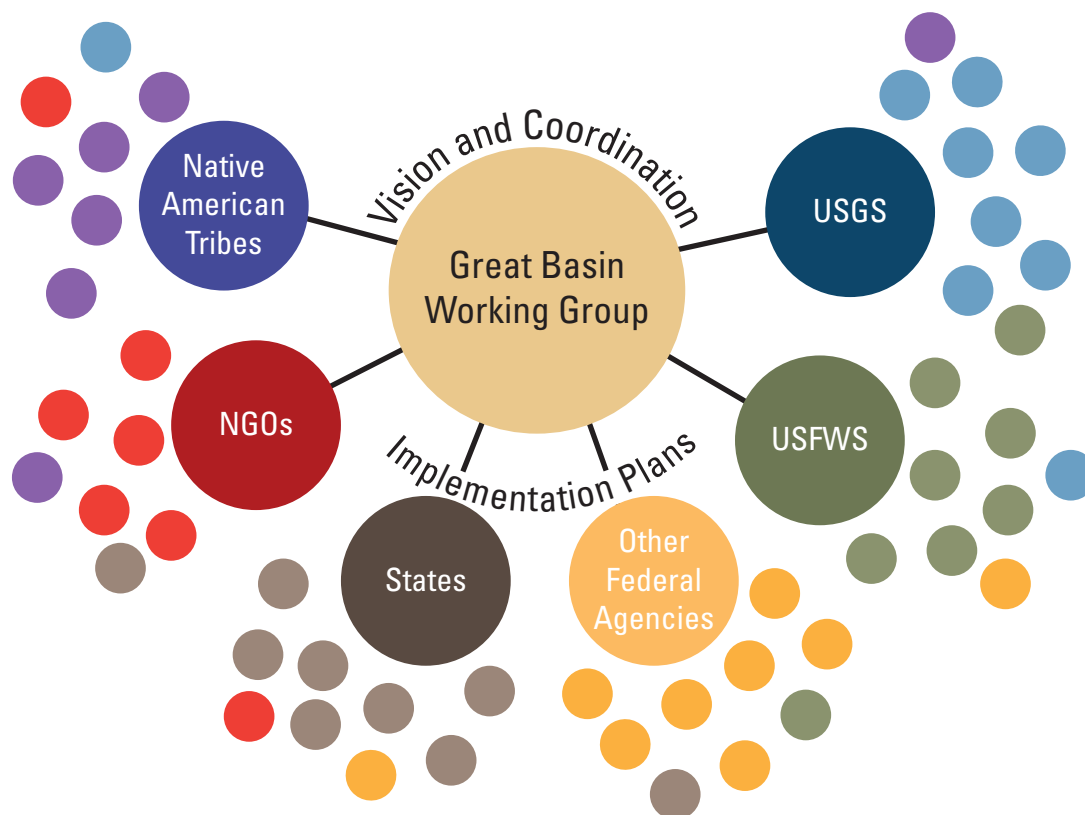 Vision and Coordination
Native
American
Tribes
USGS
Great Basin
Working Group
NGOs
USFWS
Implementation Plans
States
Other
Federal
Agencies